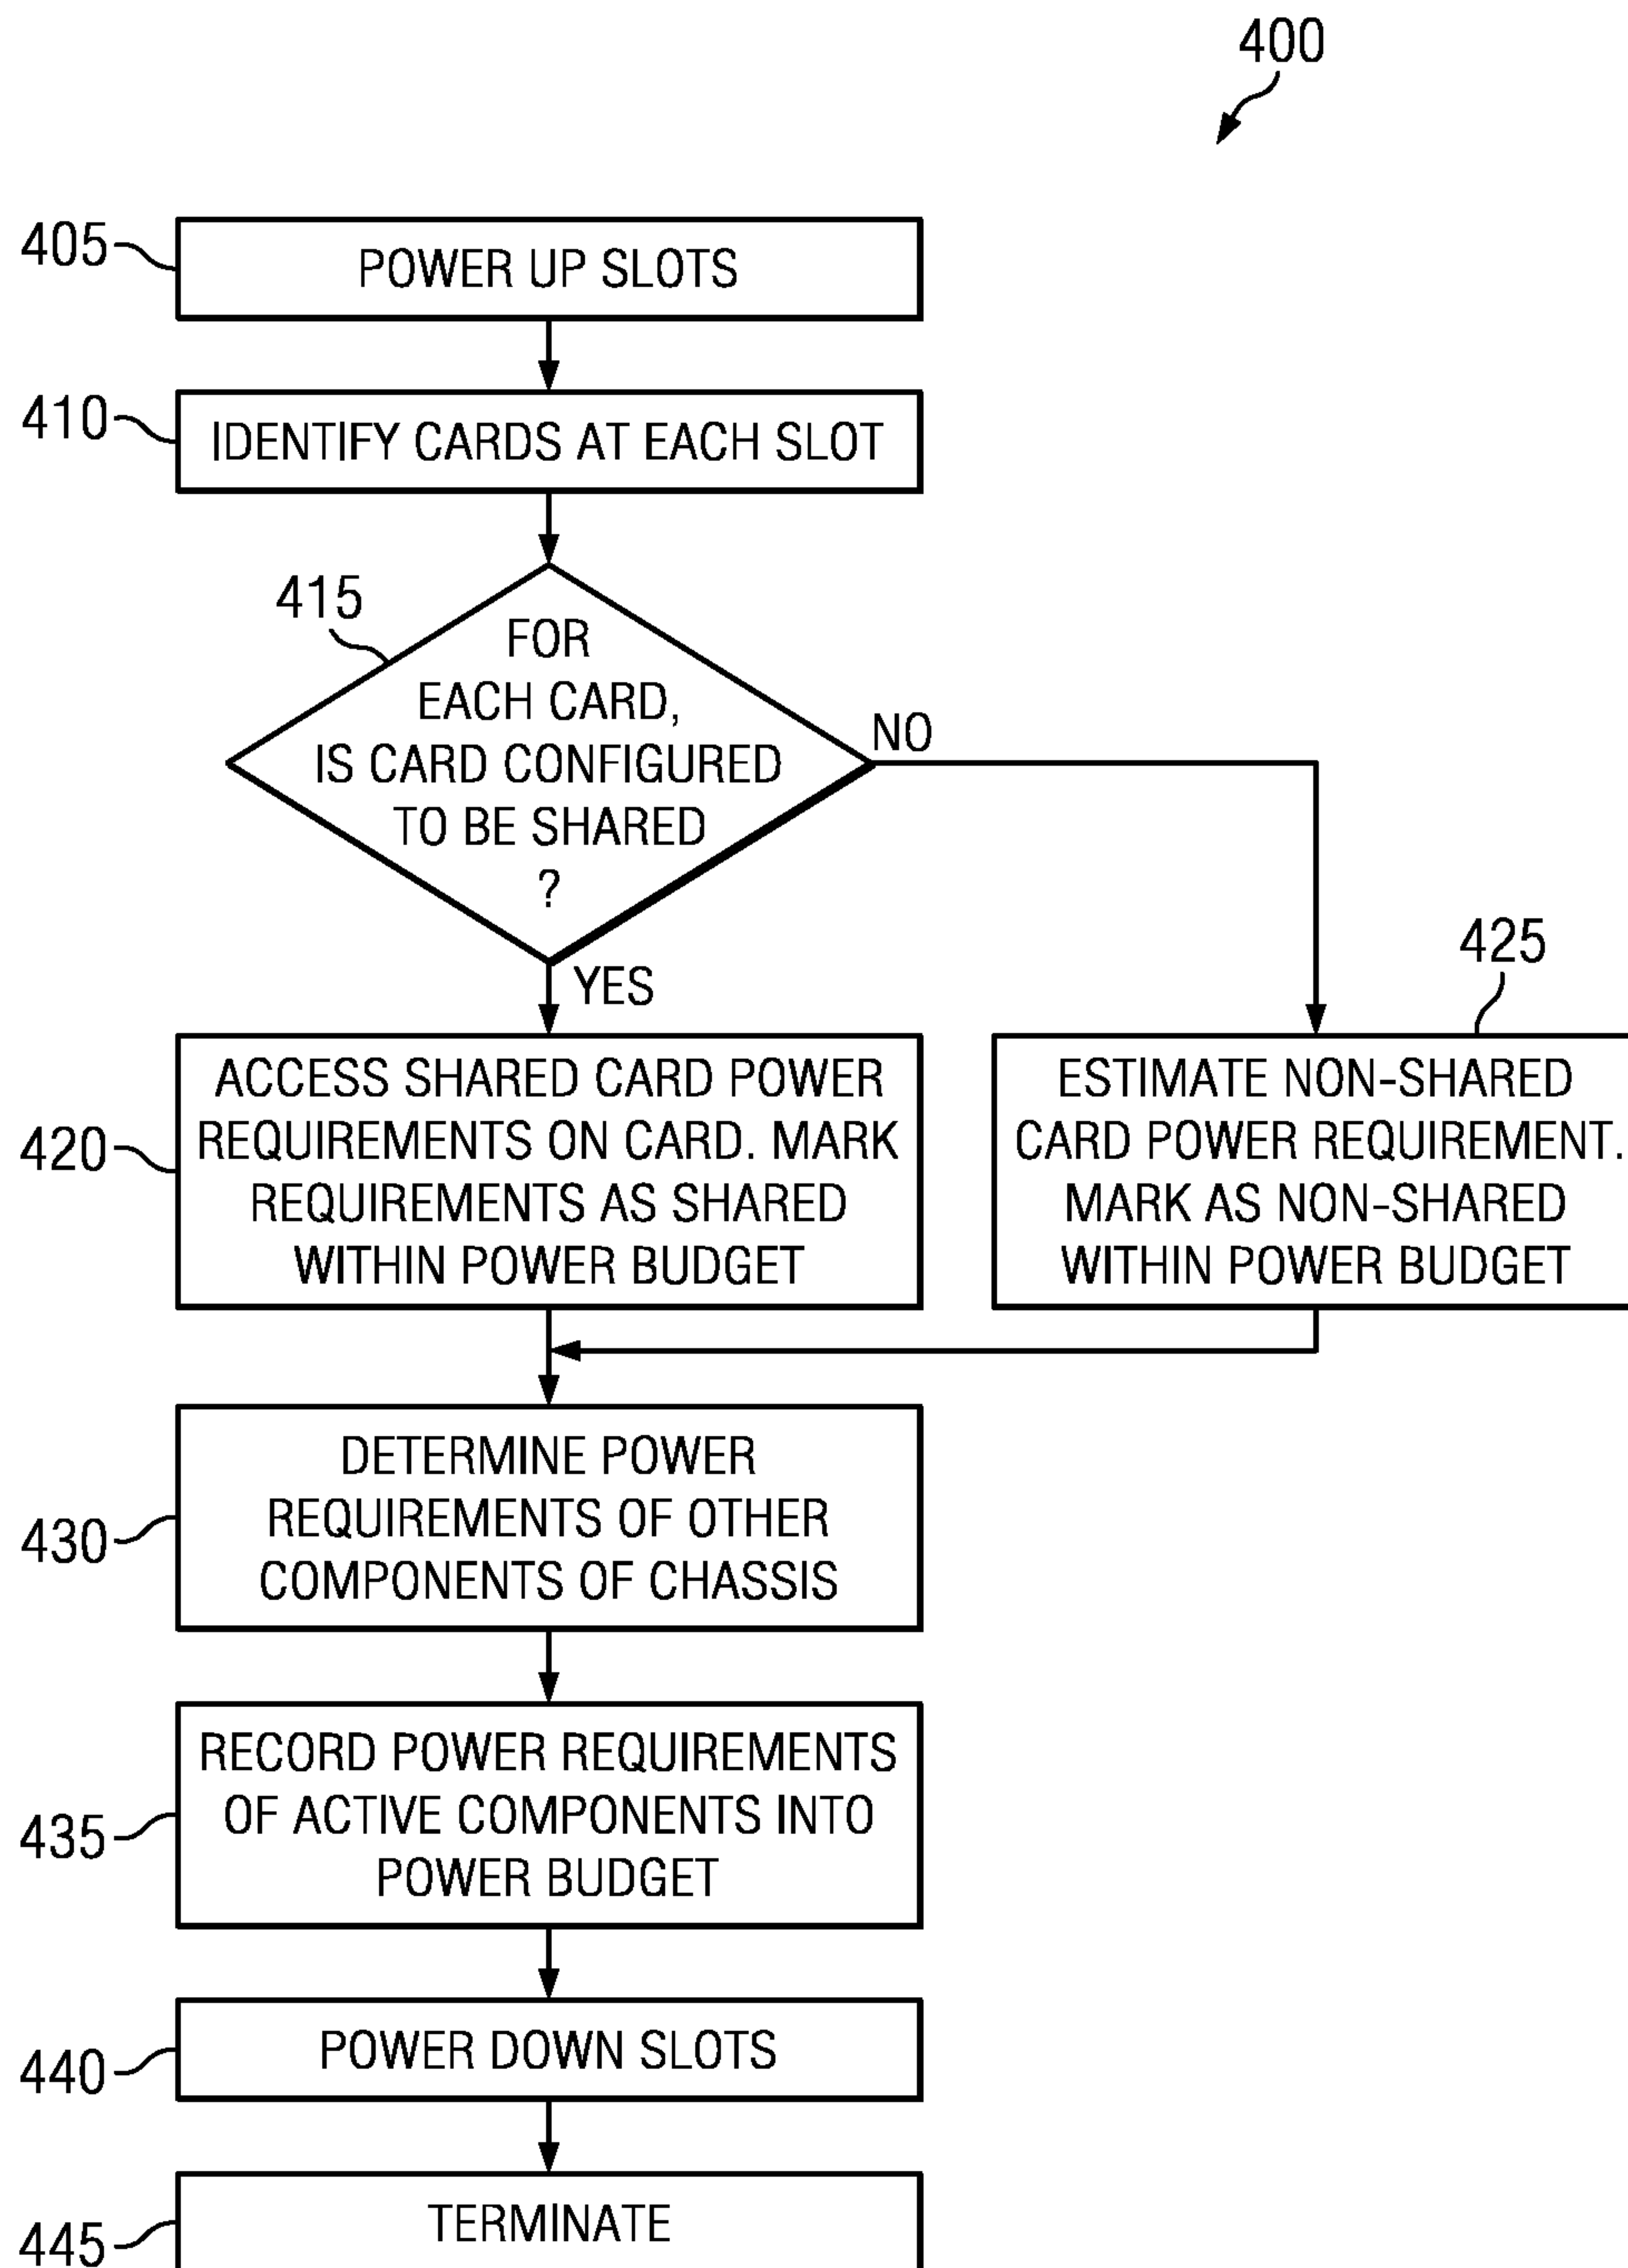 400
405
POWER UP SLOTS
410
IDENTIFY CARDS AT EACH SLOT
415
FOR
EACH CARD,
IS CARD CONFIGURED
TO BE SHARED
?
NO
YES
420
ACCESS SHARED CARD POWER
REQUIREMENTS ON CARD. MARK
REQUIREMENTS AS SHARED
WITHIN POWER BUDGET
425
ESTIMATE NON-SHARED
CARD POWER REQUIREMENT.
MARK AS NON-SHARED
WITHIN POWER BUDGET
430
DETERMINE POWER
REQUIREMENTS OF OTHER
COMPONENTS OF CHASSIS
435
RECORD POWER REQUIREMENTS
OF ACTIVE COMPONENTS INTO
POWER BUDGET
440
POWER DOWN SLOTS
445
TERMINATE